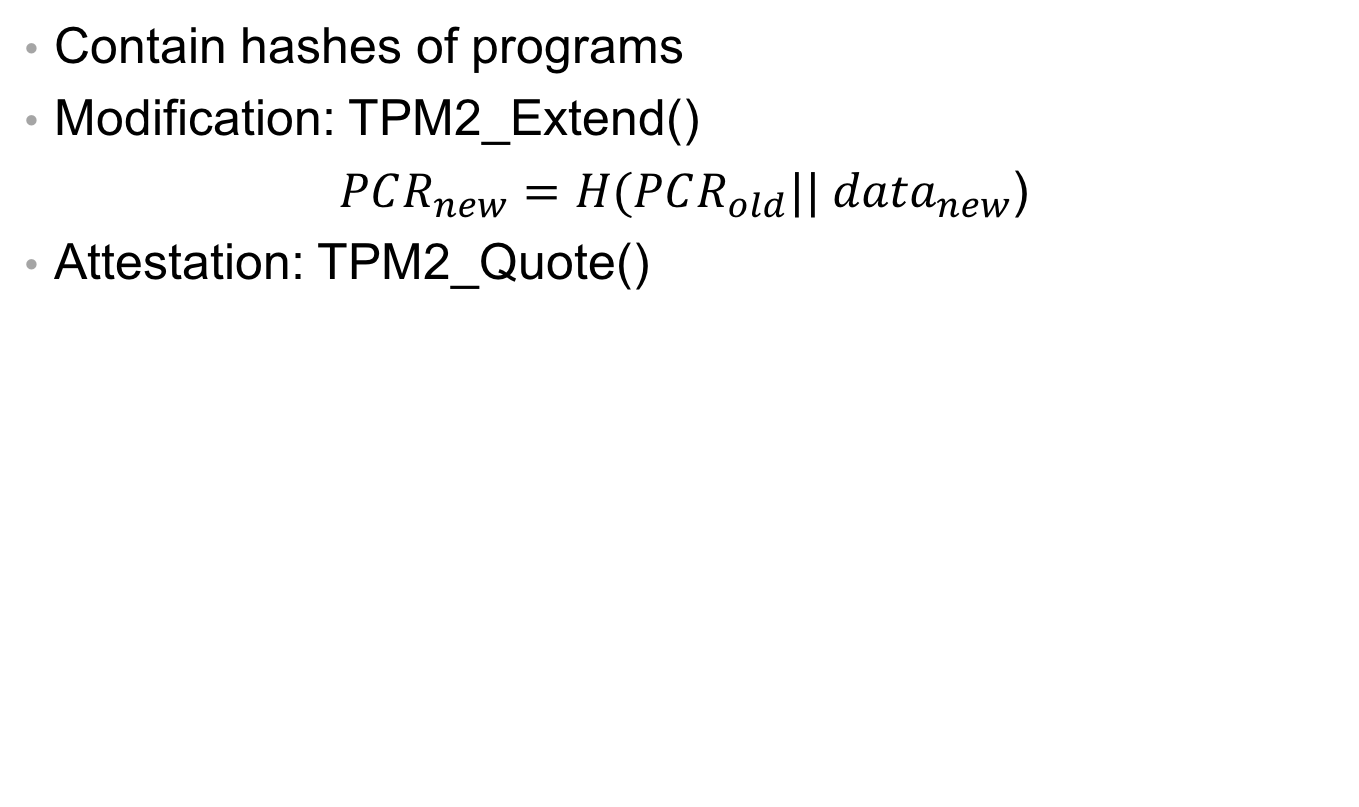 • Contain hashes of programs
• Modification: TPM2_Extend()
PCR_new = H(PCR_old|| data_new)
• Attestation: TPM2_Quote()